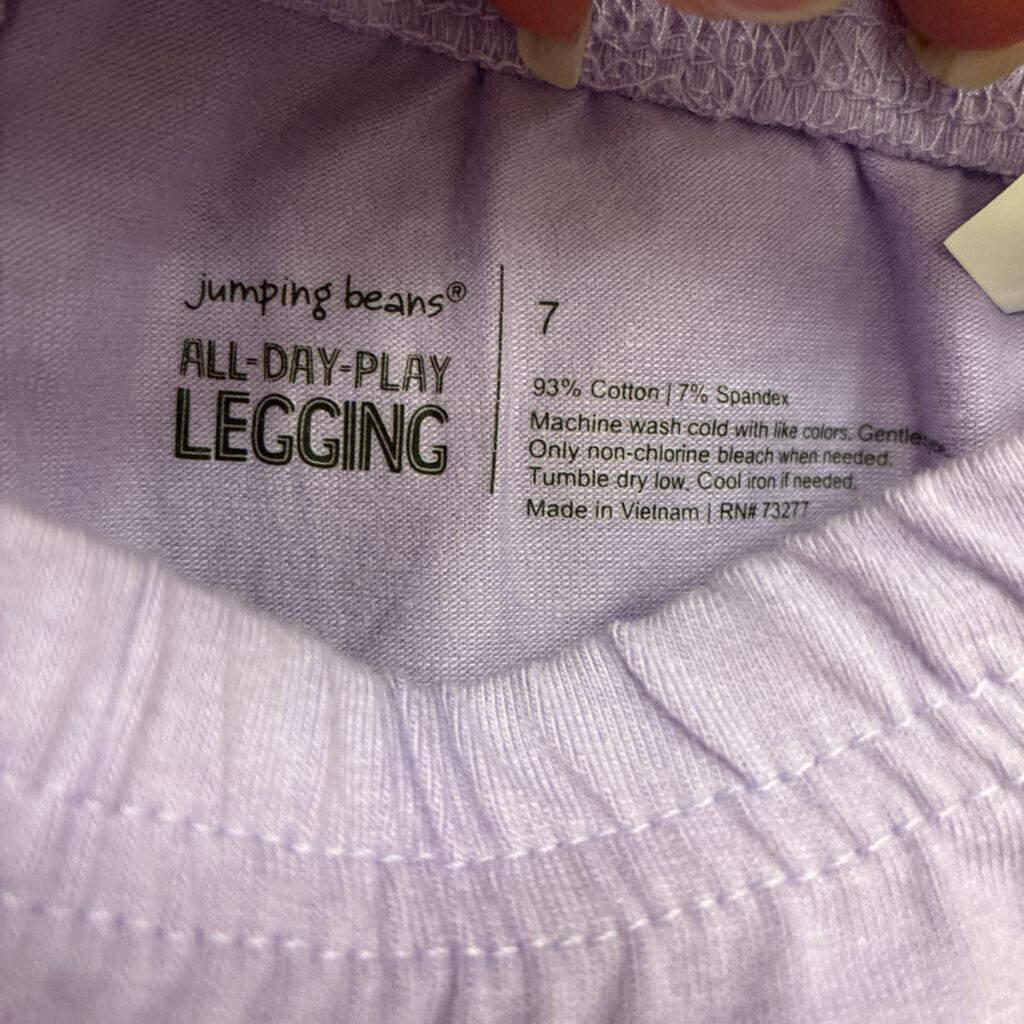 jumping beans®
ALL-DAY-PLAY
LEGGING
7
93% Cotton | 7% Spandex
Machine wash cold with like colors. Gentle
Only non-chlorine bleach when needed.
Tumble dry low. Cool iron if needed.
Made in Vietnam | RN# 73277